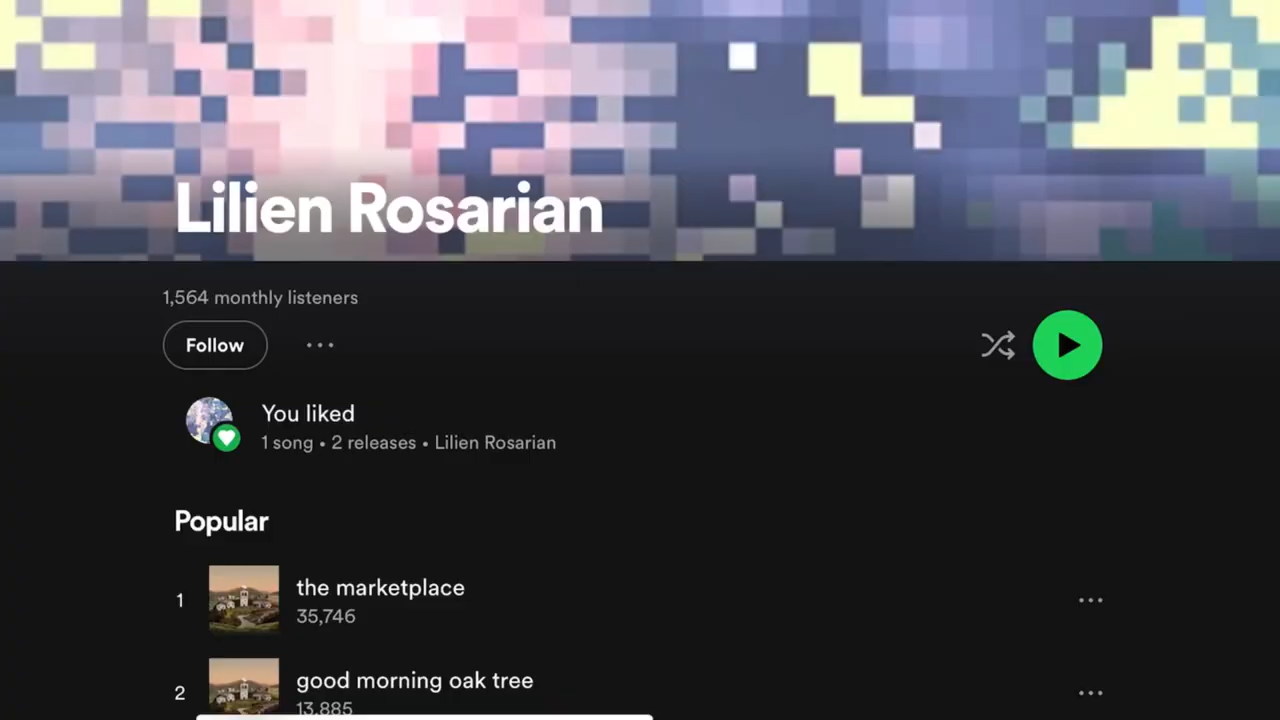 Lilien Rosarian
1,564 monthly listeners
Follow
You liked
1 song • 2 releases • Lilien Rosarian
Popular
1
the marketplace
35,746
2
good morning oak tree
13,885